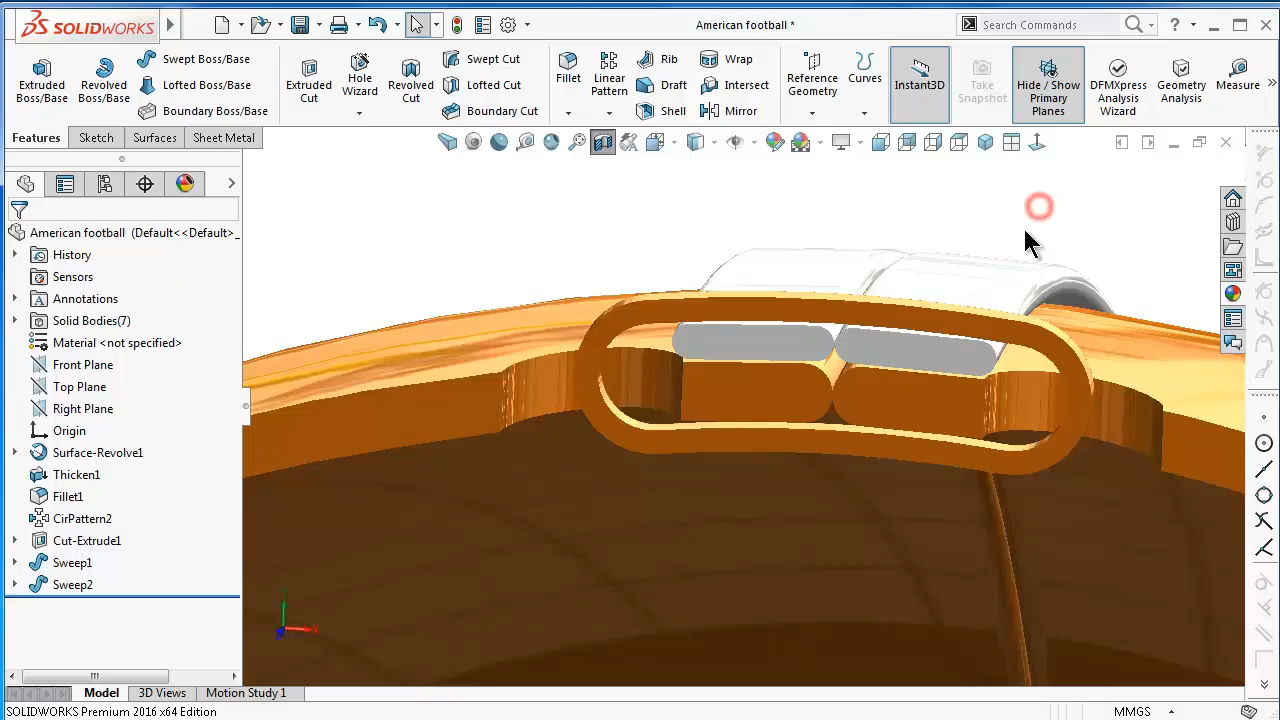 SOLIDWORKS
American football *
Search Commands
Extruded Boss/Base
Revolved Boss/Base
Swept Boss/Base
Lofted Boss/Base
Boundary Boss/Base
Extruded Cut
Hole Wizard
Revolved Cut
Swept Cut
Lofted Cut
Boundary Cut
Fillet
Linear Pattern
Rib
Draft
Shell
Wrap
Intersect
Mirror
Reference Geometry
Curves
Instant3D
Take Snapshot
Hide / Show Primary Planes
DFMXpress Analysis Wizard
Geometry Analysis
Measure
Features
Sketch
Surfaces
Sheet Metal
American football (Default<<Default>_
History
Sensors
Annotations
Solid Bodies(7)
Material <not specified>
Front Plane
Top Plane
Right Plane
Origin
Surface-Revolve1
Thicken1
Fillet1
CirPattern2
Cut-Extrude1
Sweep1
Sweep2
X
Model
3D Views
Motion Study 1
SOLIDWORKS Premium 2016 x64 Edition
MMGS